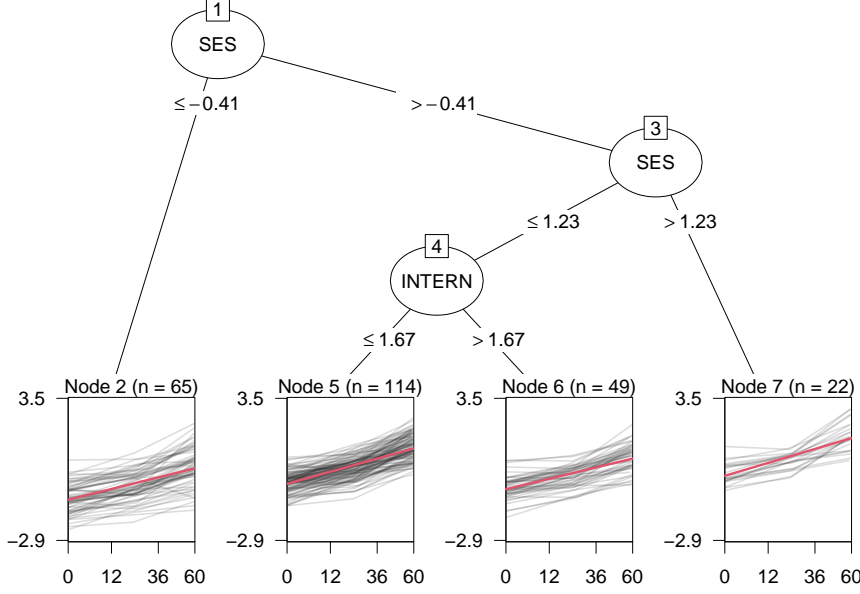 1
SES
≤ −0.41
> −0.41
3
SES
≤ 1.23
> 1.23
4
INTERN
≤ 1.67
> 1.67
Node 2 (n = 65)
3.5
−2.9
0 12 36 60
Node 5 (n = 114)
3.5
−2.9
0 12 36 60
Node 6 (n = 49)
3.5
−2.9
0 12 36 60
Node 7 (n = 22)
3.5
−2.9
0 12 36 60